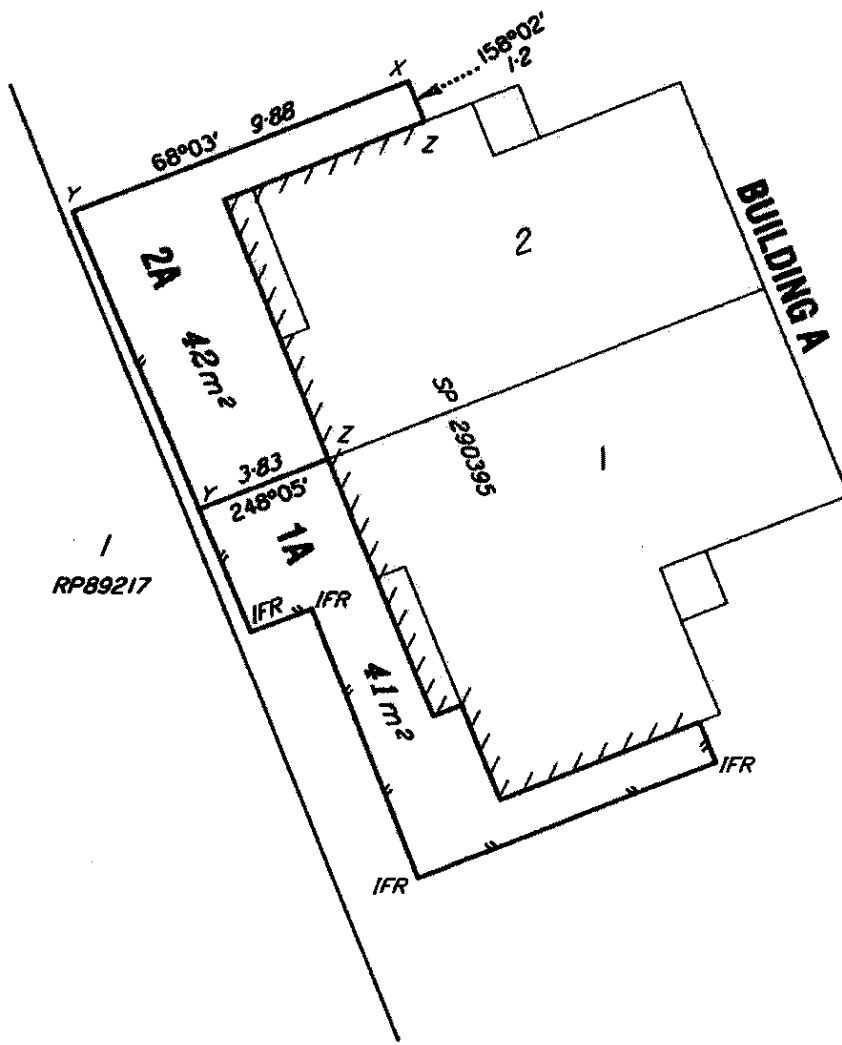 158°02'
1·2
X
9·88
68°03'
Z
Y
2
BUILDING A
2A
42m²
SP 290395
Z
3·83
Y
248°05'
1
1A
1
RP89217
IFR
IFR
41m²
IFR
IFR